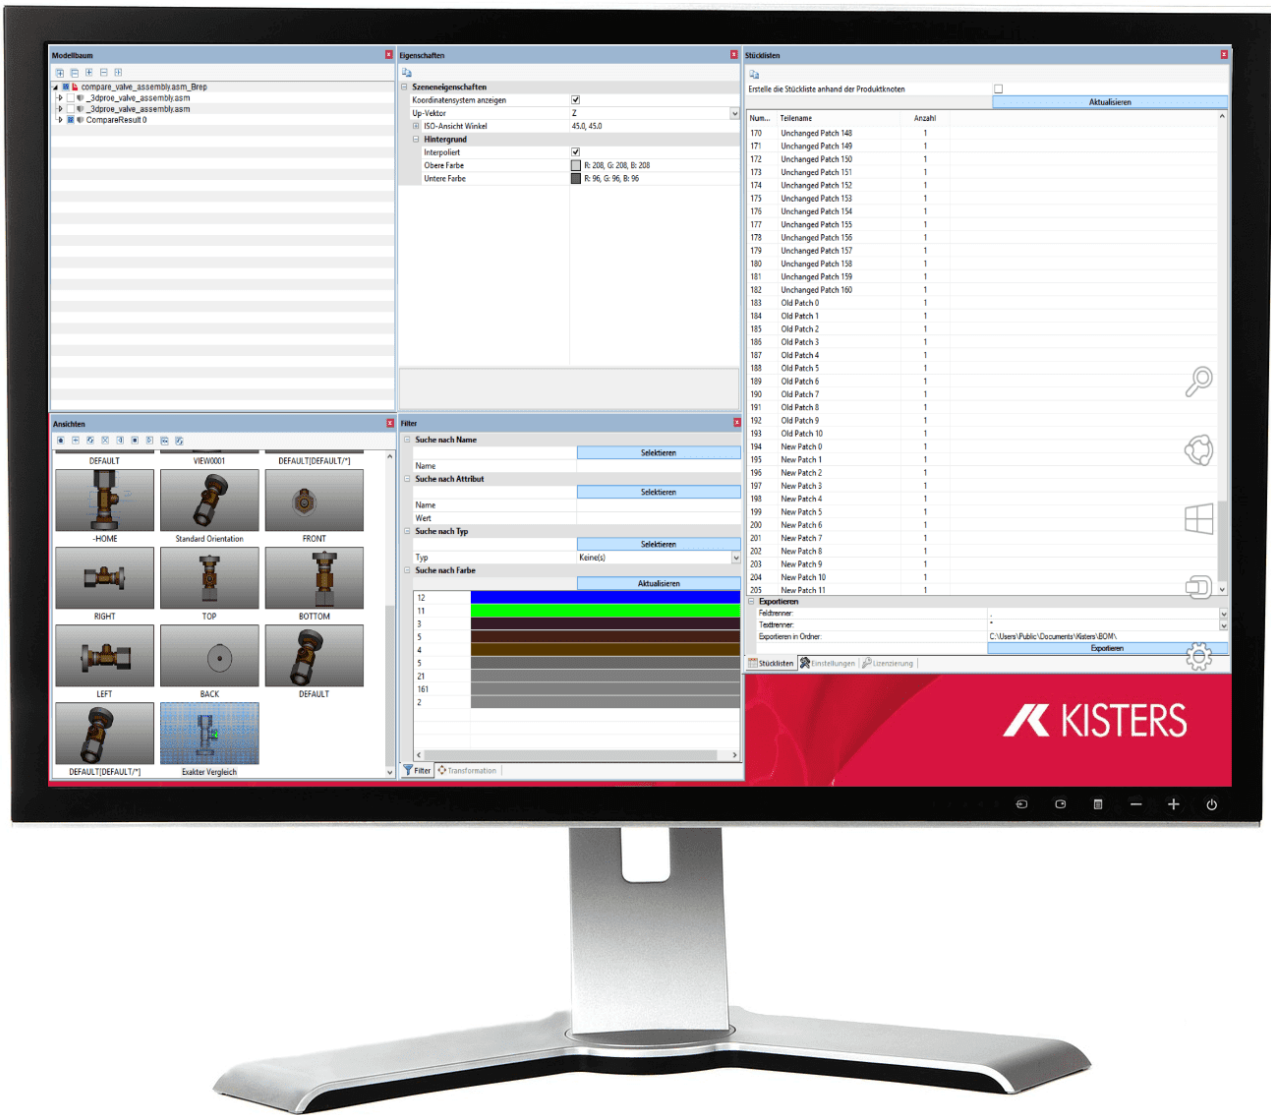 Modellbaum
compare_valve_assembly.asm_Brep
_3dproe_valve_assembly.asm
_3dproe_valve_assembly.asm
CompareResult 0
Eigenschaften
Szeneneigenschaften
Koordinatensystem anzeigen
Up-Vektor Z
ISO-Ansicht Winkel 45.0, 45.0
Hintergrund
Interpoliert
Obere Farbe R: 208, G: 208, B: 208
Untere Farbe R: 96, G: 96, B: 96
Stücklisten
Erstelle die Stückliste anhand der Produktknoten
Aktualisieren
Num... Teilename Anzahl
170 Unchanged Patch 148 1
171 Unchanged Patch 149 1
172 Unchanged Patch 150 1
173 Unchanged Patch 151 1
174 Unchanged Patch 152 1
175 Unchanged Patch 153 1
176 Unchanged Patch 154 1
177 Unchanged Patch 155 1
178 Unchanged Patch 156 1
179 Unchanged Patch 157 1
180 Unchanged Patch 158 1
181 Unchanged Patch 159 1
182 Unchanged Patch 160 1
183 Old Patch 0 1
184 Old Patch 1 1
185 Old Patch 2 1
186 Old Patch 3 1
187 Old Patch 4 1
188 Old Patch 5 1
189 Old Patch 6 1
190 Old Patch 7 1
191 Old Patch 8 1
192 Old Patch 9 1
193 Old Patch 10 1
194 New Patch 0 1
195 New Patch 1 1
196 New Patch 2 1
197 New Patch 3 1
198 New Patch 4 1
199 New Patch 5 1
200 New Patch 6 1
201 New Patch 7 1
202 New Patch 8 1
203 New Patch 9 1
204 New Patch 10 1
205 New Patch 11 1
Exportieren
Feldtrenner: ,
Texttrenner: "
Exportieren in Ordner: C:\Users\Public\Documents\Kisters\BOM\
Exportieren
Stücklisten Einstellungen Lizenzierung
Ansichten
DEFAULT VIEW0001 DEFAULT[DEFAULT/*]
-HOME Standard Orientation FRONT
RIGHT TOP BOTTOM
LEFT BACK DEFAULT
DEFAULT[DEFAULT/*] Exakter Vergleich
Filter
Suche nach Name
Selektieren
Name
Suche nach Attribut
Selektieren
Name
Wert
Suche nach Typ
Selektieren
Typ Keine(s)
Suche nach Farbe
Aktualisieren
12
11
3
5
4
5
21
161
2
Filter Transformation
KISTERS